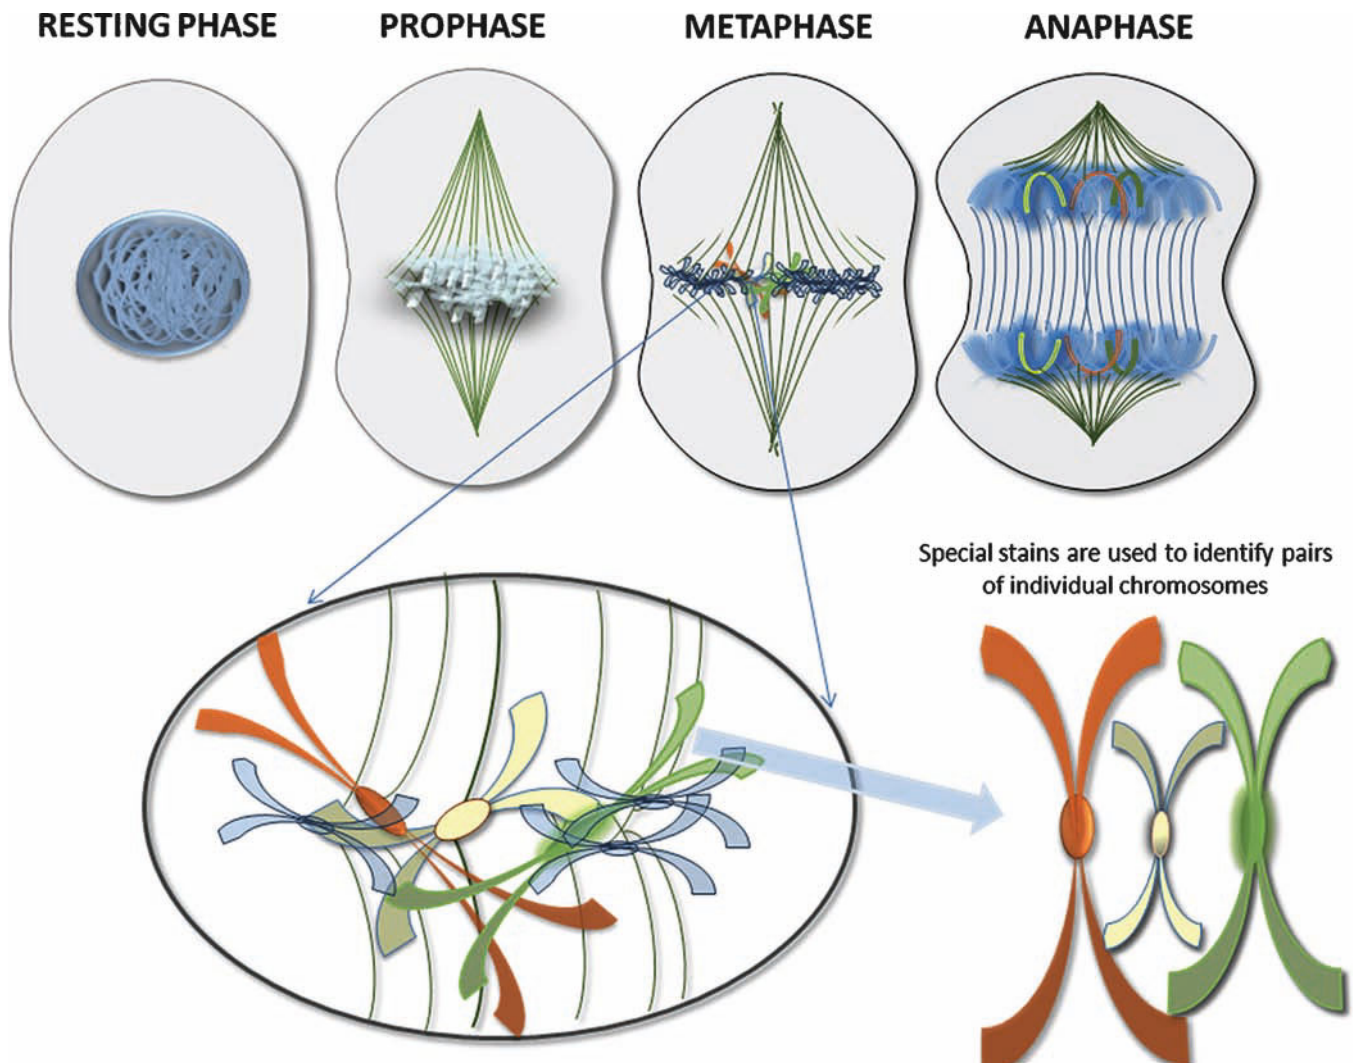 RESTING PHASE
PROPHASE
METAPHASE
ANAPHASE
Special stains are used to identify pairs
of individual chromosomes